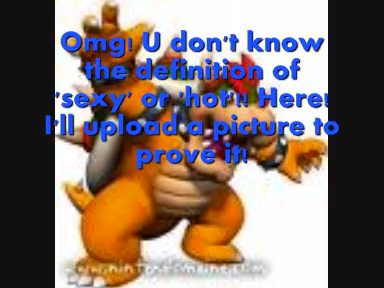 Omg! U don't know
the definition of
'sexy' or 'hot'!! Here!
I'll upload a picture to
prove it!